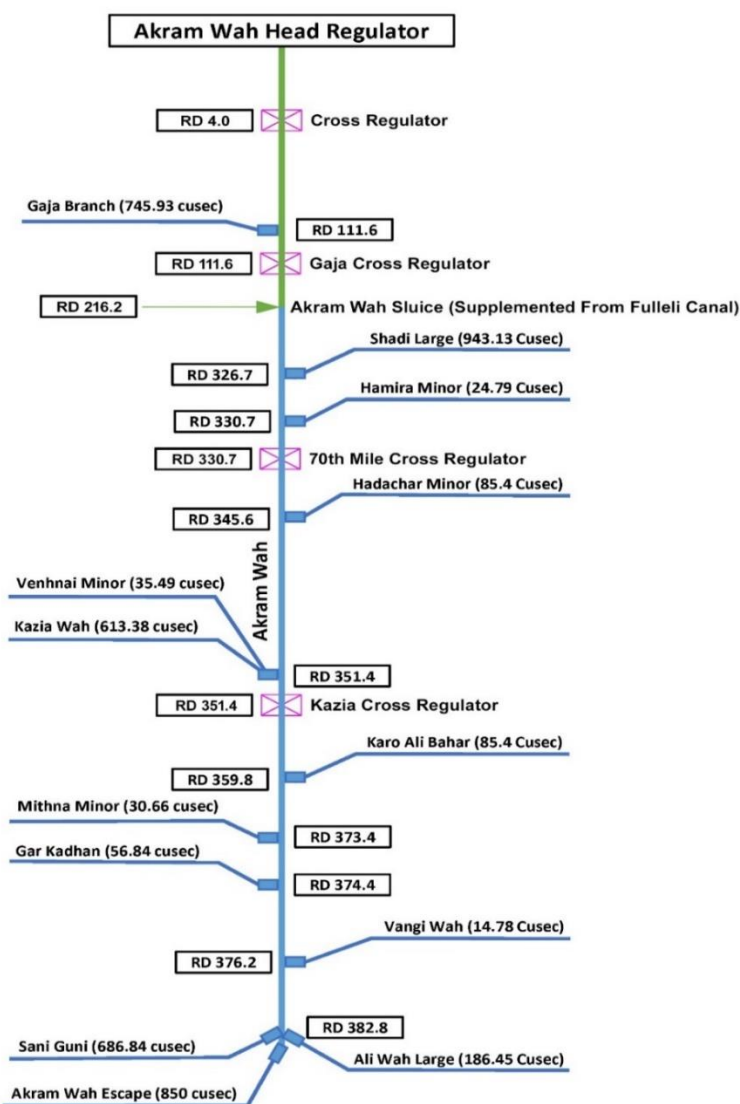 Akram Wah Head Regulator
RD 4.0
Cross Regulator
Gaja Branch (745.93 cusec)
RD 111.6
RD 111.6
Gaja Cross Regulator
RD 216.2
Akram Wah Sluice (Supplemented From Fulleli Canal)
Shadi Large (943.13 Cusec)
RD 326.7
Hamira Minor (24.79 Cusec)
RD 330.7
RD 330.7
70th Mile Cross Regulator
Hadachar Minor (85.4 Cusec)
RD 345.6
Akram Wah
Venhnai Minor (35.49 cusec)
Kazia Wah (613.38 cusec)
RD 351.4
RD 351.4
Kazia Cross Regulator
Karo Ali Bahar (85.4 Cusec)
RD 359.8
Mithna Minor (30.66 cusec)
RD 373.4
Gar Kadhan (56.84 cusec)
RD 374.4
Vangi Wah (14.78 Cusec)
RD 376.2
RD 382.8
Sani Guni (686.84 cusec)
Ali Wah Large (186.45 Cusec)
Akram Wah Escape (850 cusec)